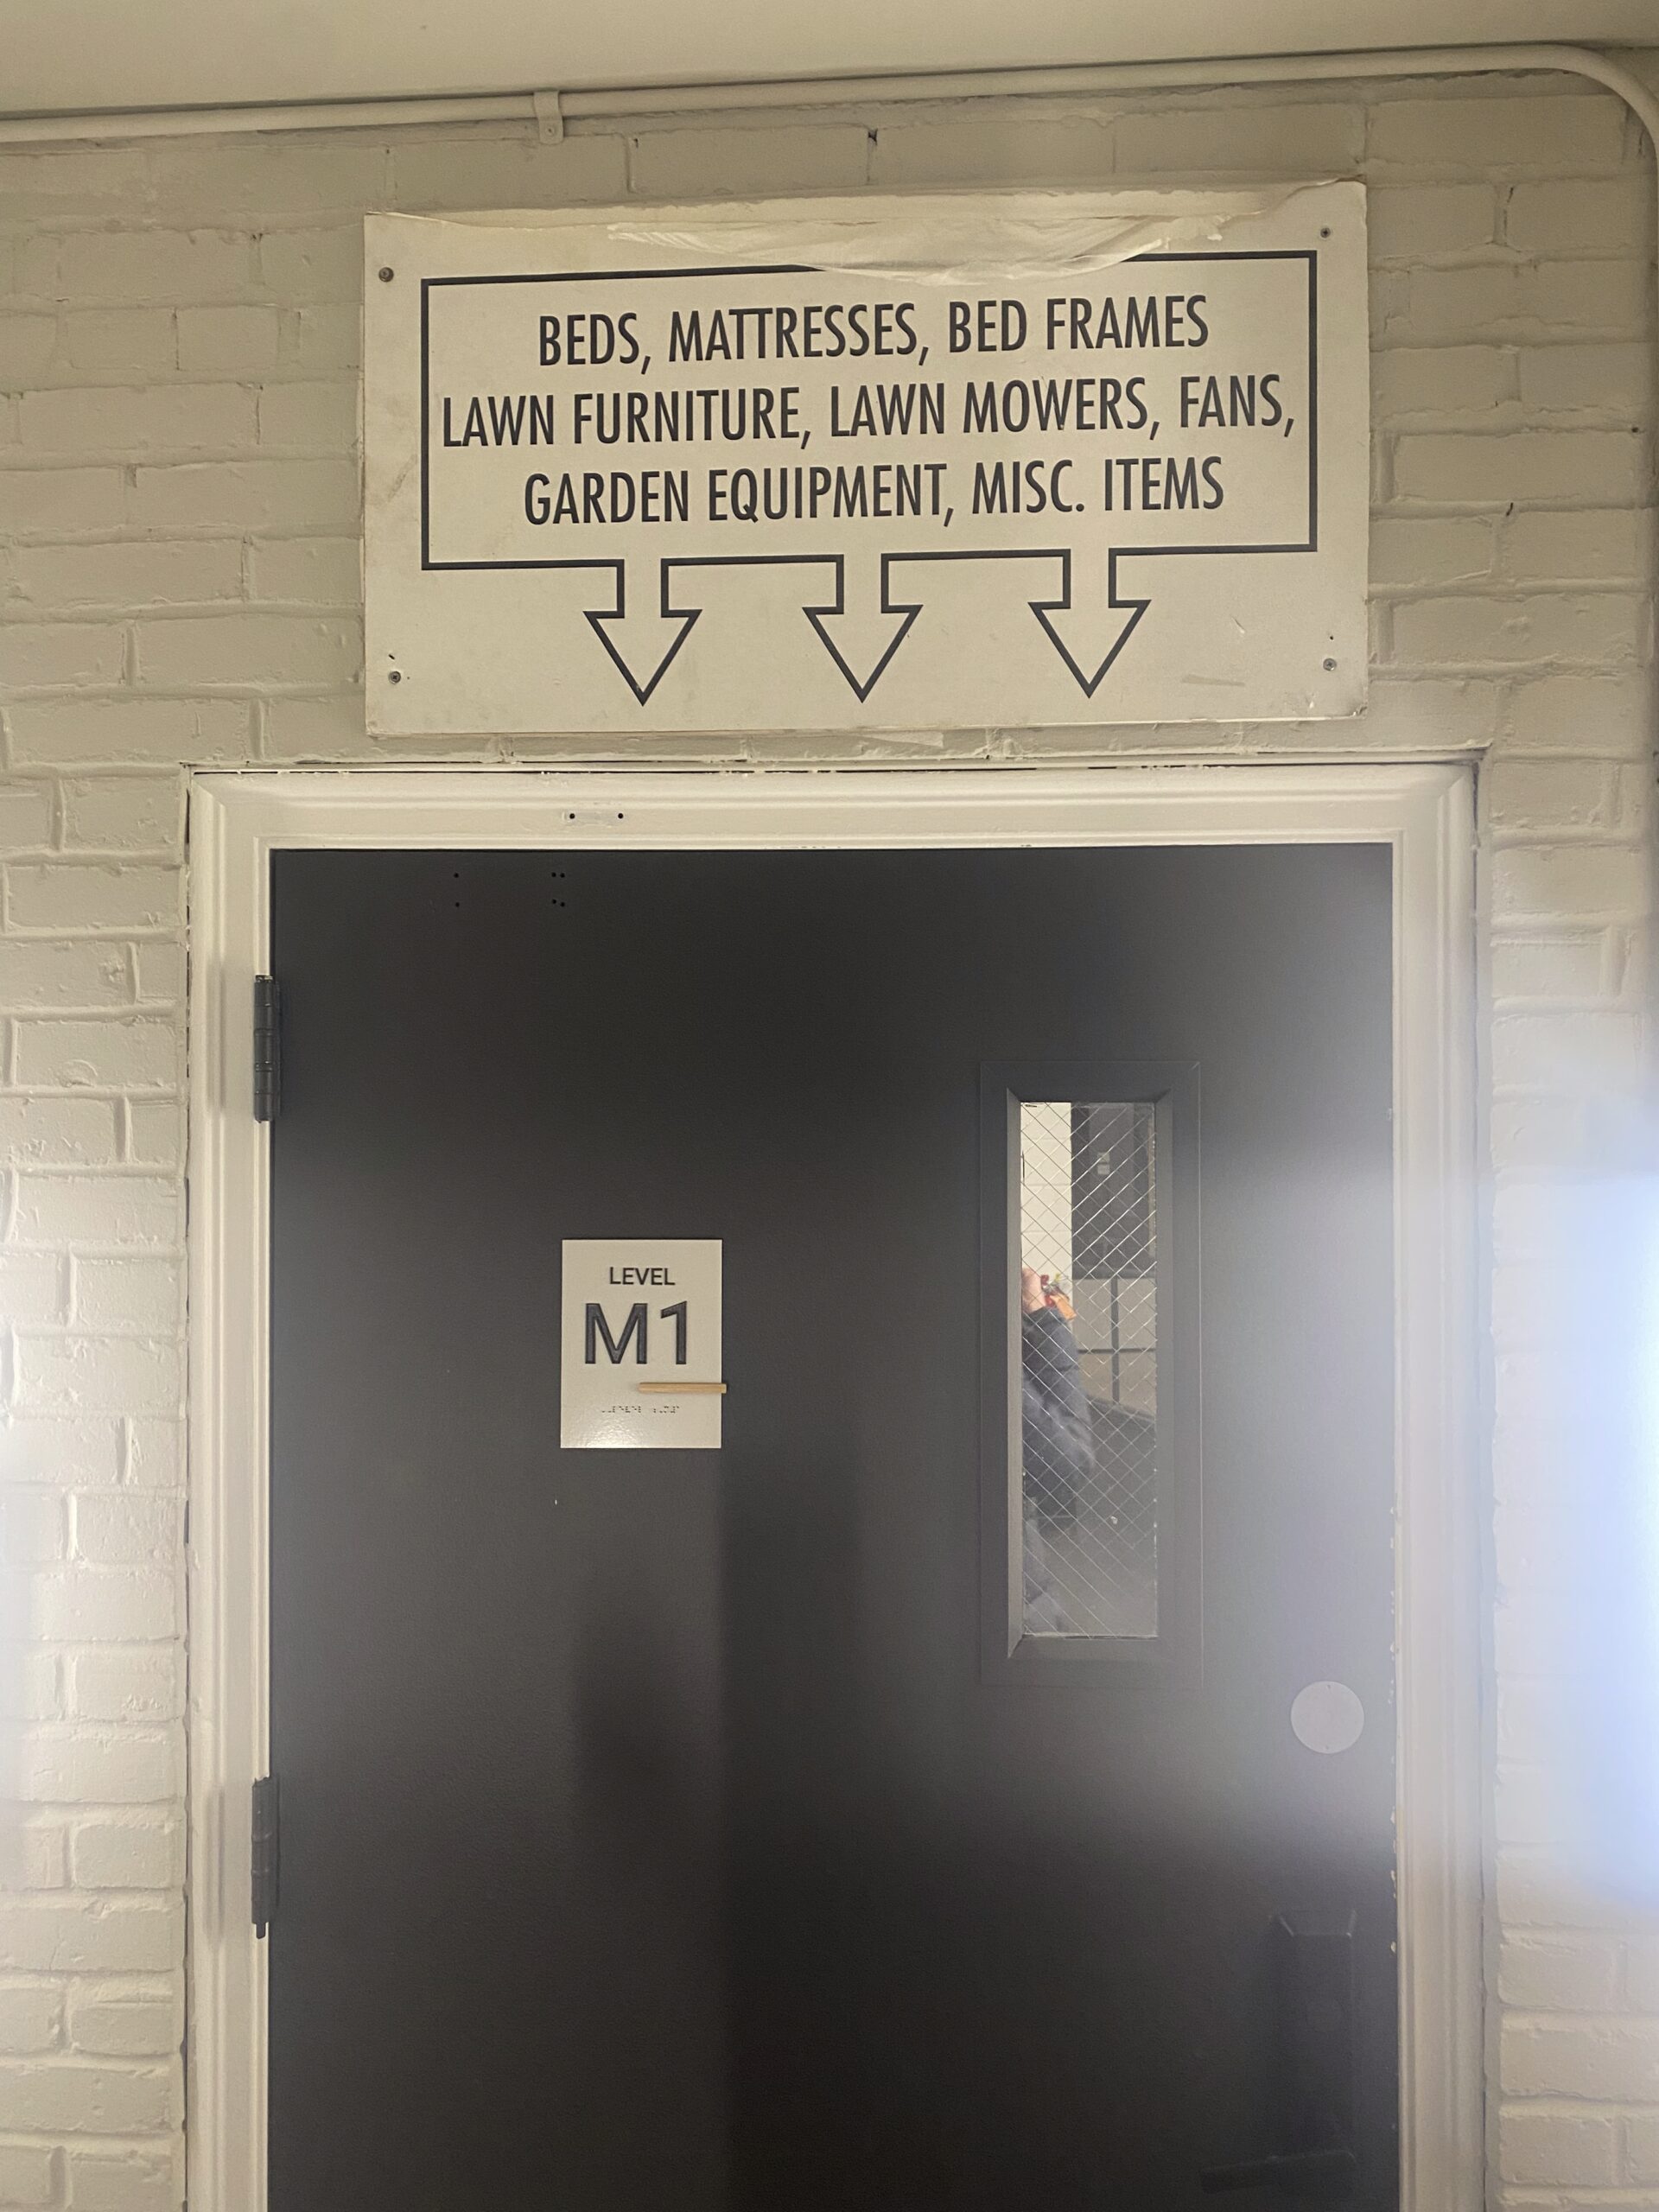 BEDS, MATTRESSES, BED FRAMES
LAWN FURNITURE, LAWN MOWERS, FANS,
GARDEN EQUIPMENT, MISC. ITEMS
LEVEL
M1